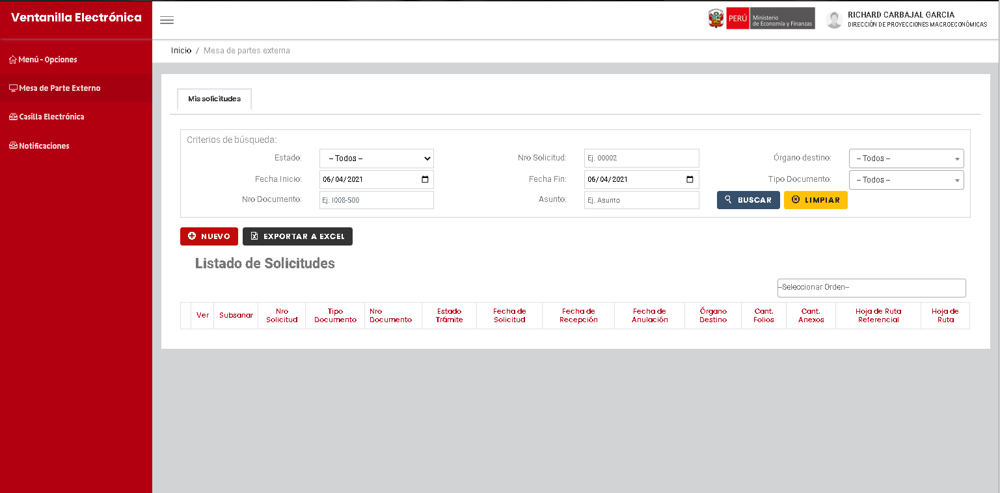 Ventanilla Electrónica
PERÚ
Ministerio
de Economía y Finanzas
RICHARD CARBAJAL GARCIA
DIRECCIÓN DE PROYECCIONES MACROECONÓMICAS
Inicio / Mesa de partes externa
Menú - Opciones
Mesa de Parte Externo
Casilla Electrónica
Notificaciones
Mis solicitudes
Criterios de búsqueda:
Estado: -- Todos -- Nro Solicitud: Ej. 00002 Órgano destino: -- Todos --
Fecha Inicio: 06/04/2021 Fecha Fin: 06/04/2021 Tipo Documento: -- Todos --
Nro Documento: Ej. I008-500 Asunto: Ej. Asunto BUSCAR LIMPIAR
NUEVO EXPORTAR A EXCEL
Listado de Solicitudes
--Seleccionar Orden--
Ver
Subsanar
Nro
Solicitud
Tipo
Documento
Nro
Documento
Estado
Trámite
Fecha de
Solicitud
Fecha de
Recepción
Fecha de
Anulación
Órgano
Destino
Cant.
Folios
Cant.
Anexos
Hoja de Ruta
Referencial
Hoja de
Ruta